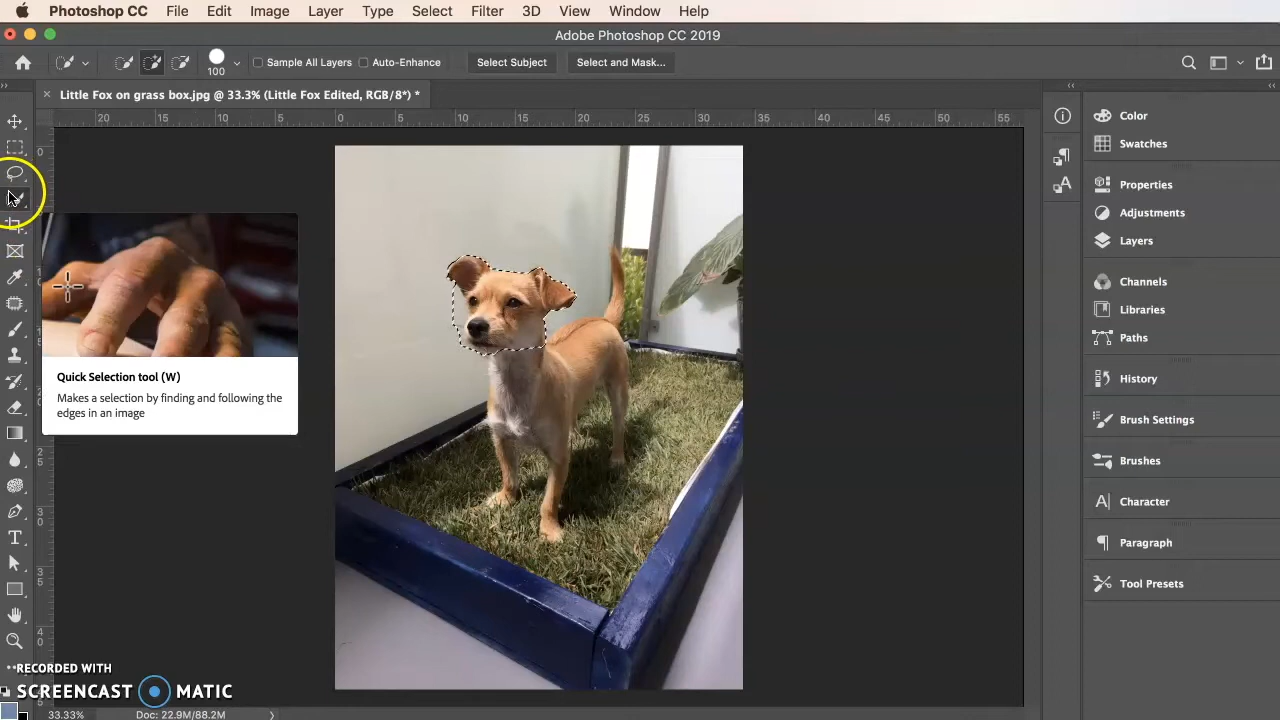 Photoshop CC File Edit Image Layer Type Select Filter 3D View Window Help
Adobe Photoshop CC 2019
100 Sample All Layers Auto-Enhance Select Subject Select and Mask...
Little Fox on grass box.jpg @ 33.3% (Little Fox Edited, RGB/8*) *
20 15 10 5 0 5 10 15 20 25 30 35 40 45 50 55
Color
Swatches
Properties
Adjustments
Layers
Channels
Libraries
Paths
History
Brush Settings
Brushes
Character
Paragraph
Tool Presets
Quick Selection tool (W)
Makes a selection by finding and following the
edges in an image
RECORDED WITH
SCREENCAST MATIC
33.33% Doc: 22.9M/88.2M